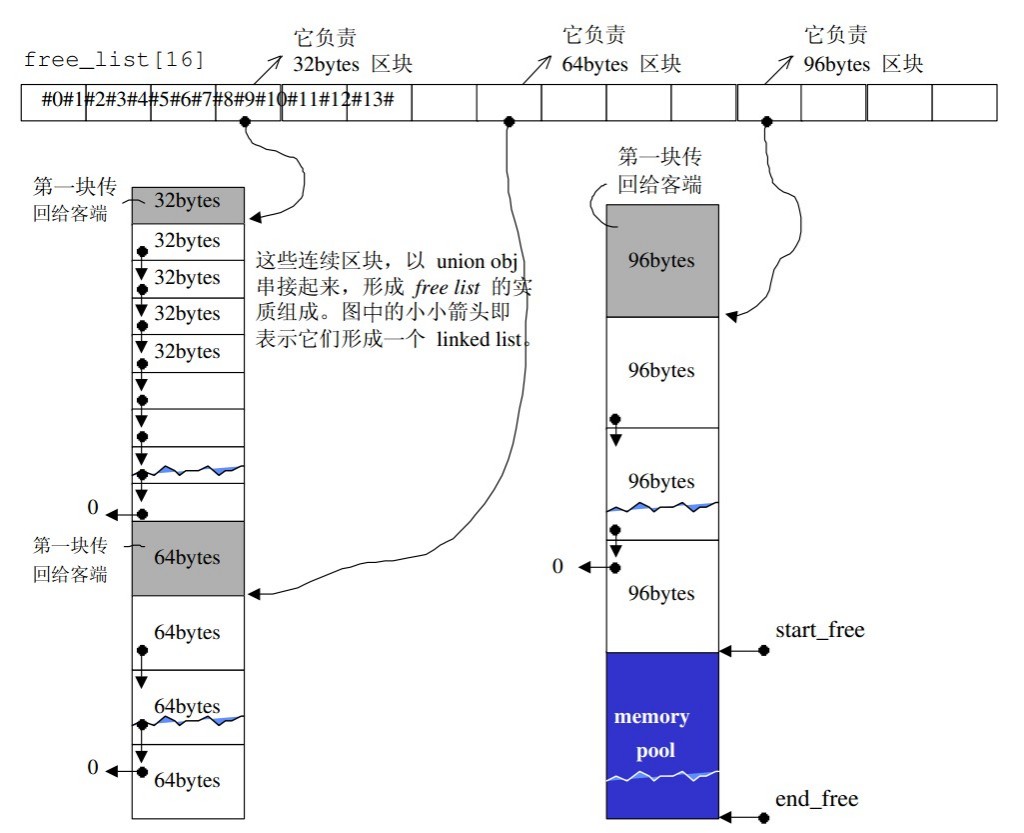 它负责
32bytes 区块
它负责
64bytes 区块
它负责
96bytes 区块
free_list[16]
#0#1#2#3#4#5#6#7#8#9#10#11#12#13#
第一块传
回给客端
32bytes
32bytes
32bytes
32bytes
32bytes
0
这些连续区块，以 union obj
串接起来，形成 free list 的实
质组成。图中的小小箭头即
表示它们形成一个 linked list。
第一块传
回给客端
64bytes
64bytes
64bytes
64bytes
0
第一块传
回给客端
96bytes
96bytes
96bytes
96bytes
0
start_free
memory
pool
end_free